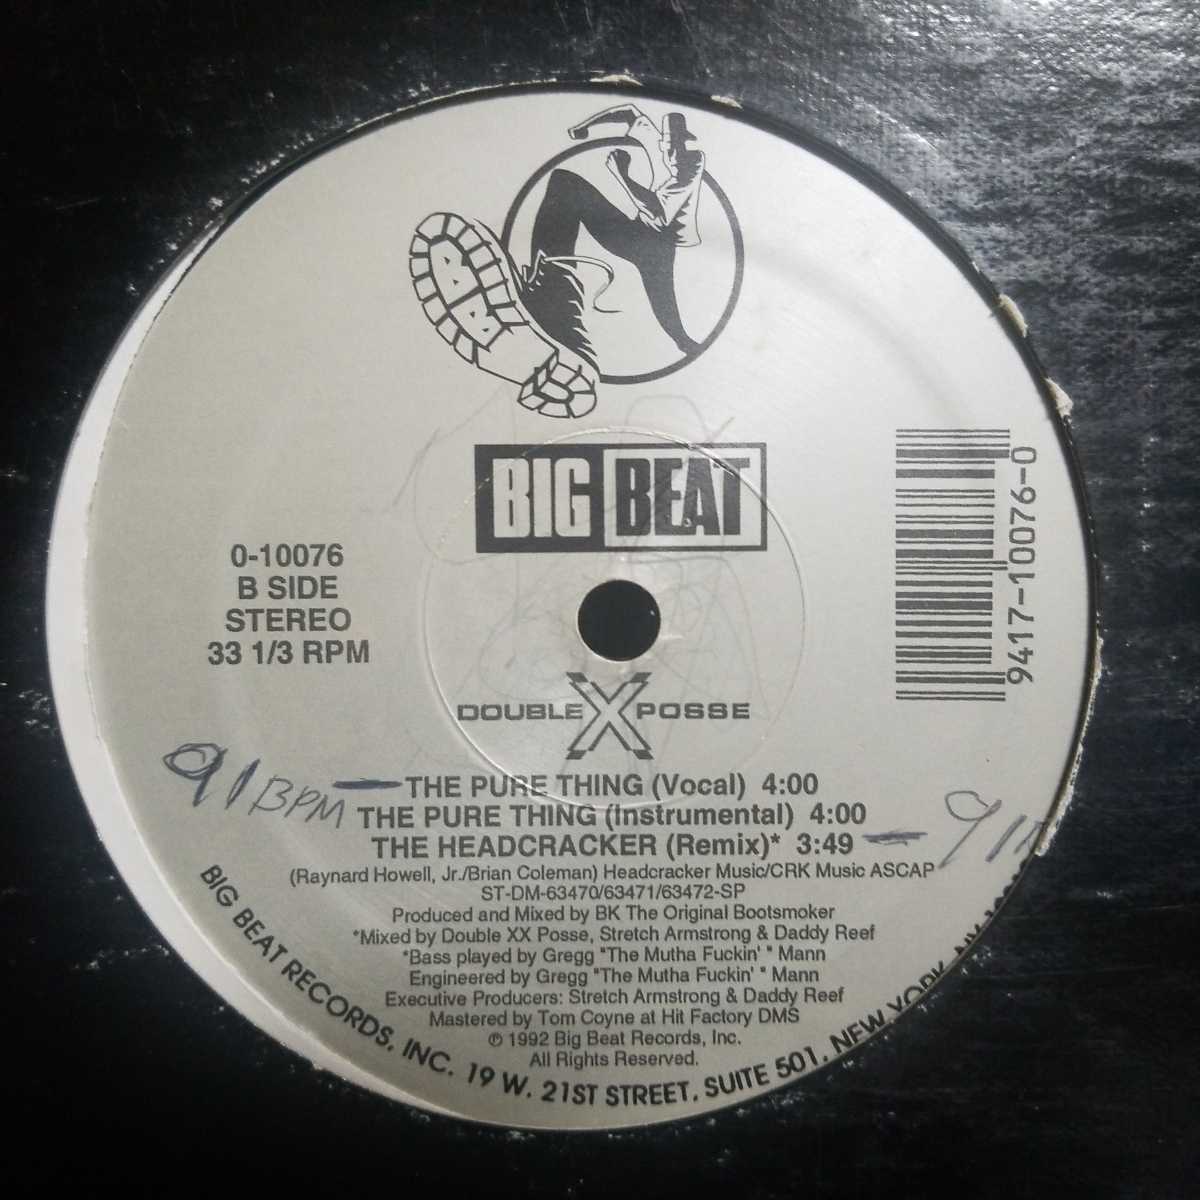 BBB
BIG BEAT
0-10076
B SIDE
STEREO
33 1/3 RPM
9417-10076-0
DOUBLE X POSSE
91 BPM — THE PURE THING (Vocal) 4:00
THE PURE THING (Instrumental) 4:00
THE HEADCRACKER (Remix)* 3:49 —
(Raynard Howell, Jr./Brian Coleman) Headcracker Music/CRK Music ASCAP
ST-DM-63470/63471/63472-SP
Produced and Mixed by BK The Original Bootsmoker
*Mixed by Double XX Posse, Stretch Armstrong & Daddy Reef
*Bass played by Gregg "The Mutha Fuckin' " Mann
Engineered by Gregg "The Mutha Fuckin' " Mann
Executive Producers: Stretch Armstrong & Daddy Reef
Mastered by Tom Coyne at Hit Factory DMS
℗ 1992 Big Beat Records, Inc.
All Rights Reserved.
BIG BEAT RECORDS, INC. 19 W. 21ST STREET, SUITE 501, NEW YORK, NY